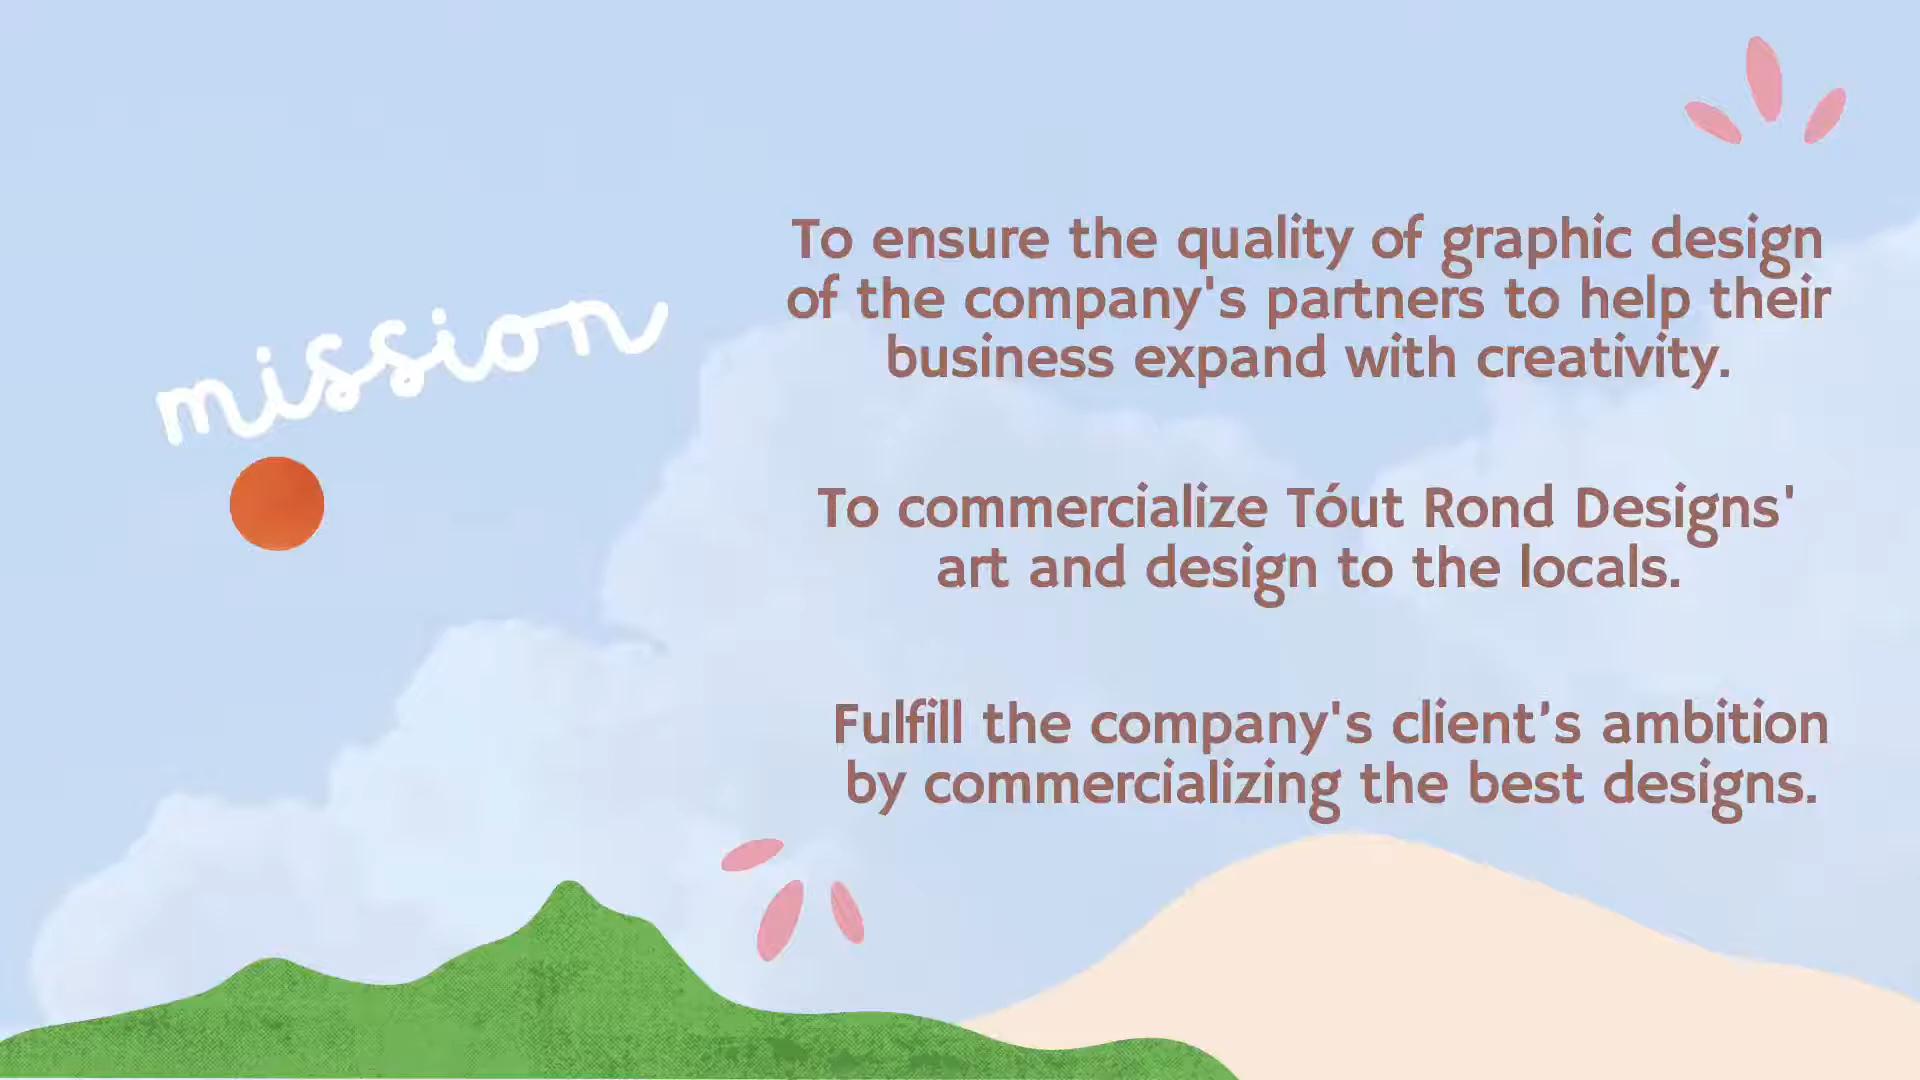 mission
To ensure the quality of graphic design
of the company's partners to help their
business expand with creativity.
To commercialize Tóut Rond Designs'
art and design to the locals.
Fulfill the company's client’s ambition
by commercializing the best designs.